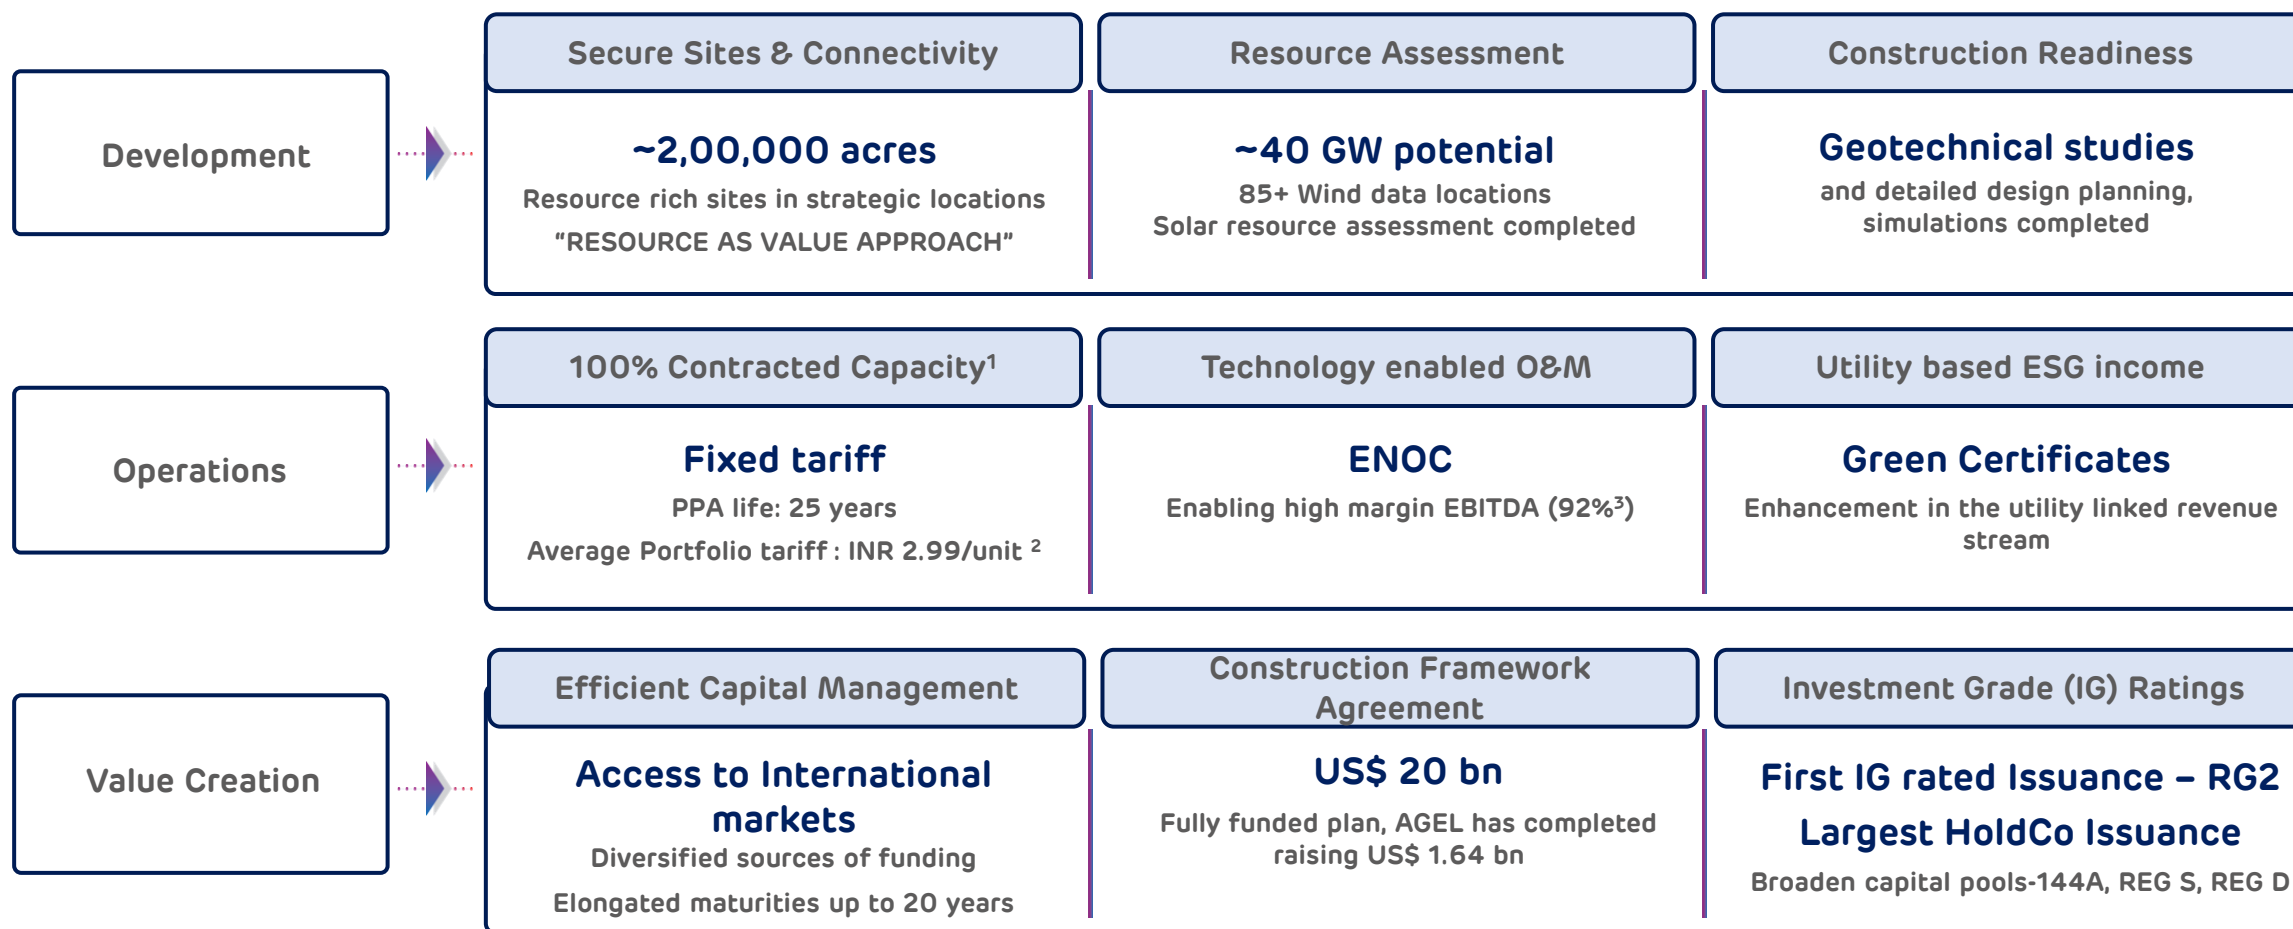 Development
Secure Sites & Connectivity
~2,00,000 acres
Resource rich sites in strategic locations
“RESOURCE AS VALUE APPROACH”
Resource Assessment
~40 GW potential
85+ Wind data locations
Solar resource assessment completed
Construction Readiness
Geotechnical studies
and detailed design planning,
simulations completed
Operations
100% Contracted Capacity¹
Fixed tariff
PPA life: 25 years
Average Portfolio tariff : INR 2.99/unit ²
Technology enabled O&M
ENOC
Enabling high margin EBITDA (92%³)
Utility based ESG income
Green Certificates
Enhancement in the utility linked revenue
stream
Value Creation
Efficient Capital Management
Access to International
markets
Diversified sources of funding
Elongated maturities up to 20 years
Construction Framework
Agreement
US$ 20 bn
Fully funded plan, AGEL has completed
raising US$ 1.64 bn
Investment Grade (IG) Ratings
First IG rated Issuance – RG2
Largest HoldCo Issuance
Broaden capital pools-144A, REG S, REG D